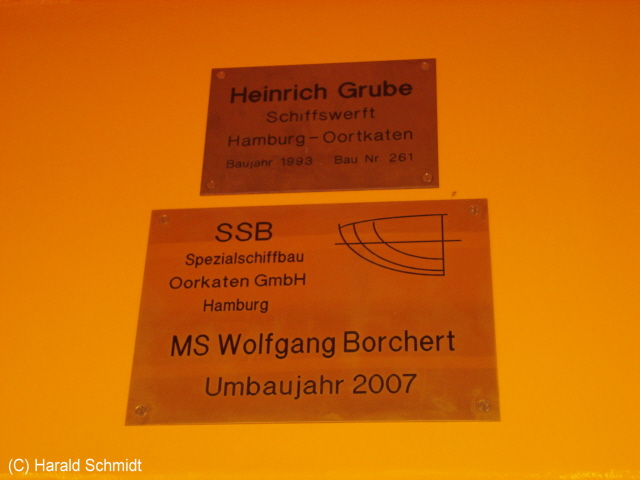 Heinrich Grube
Schiffswerft
Hamburg-Oortkaten
Baujahr 1993 Bau Nr. 261
SSB
Spezialschiffbau
Oorkaten GmbH
Hamburg
MS Wolfgang Borchert
Umbaujahr 2007
(C) Harald Schmidt